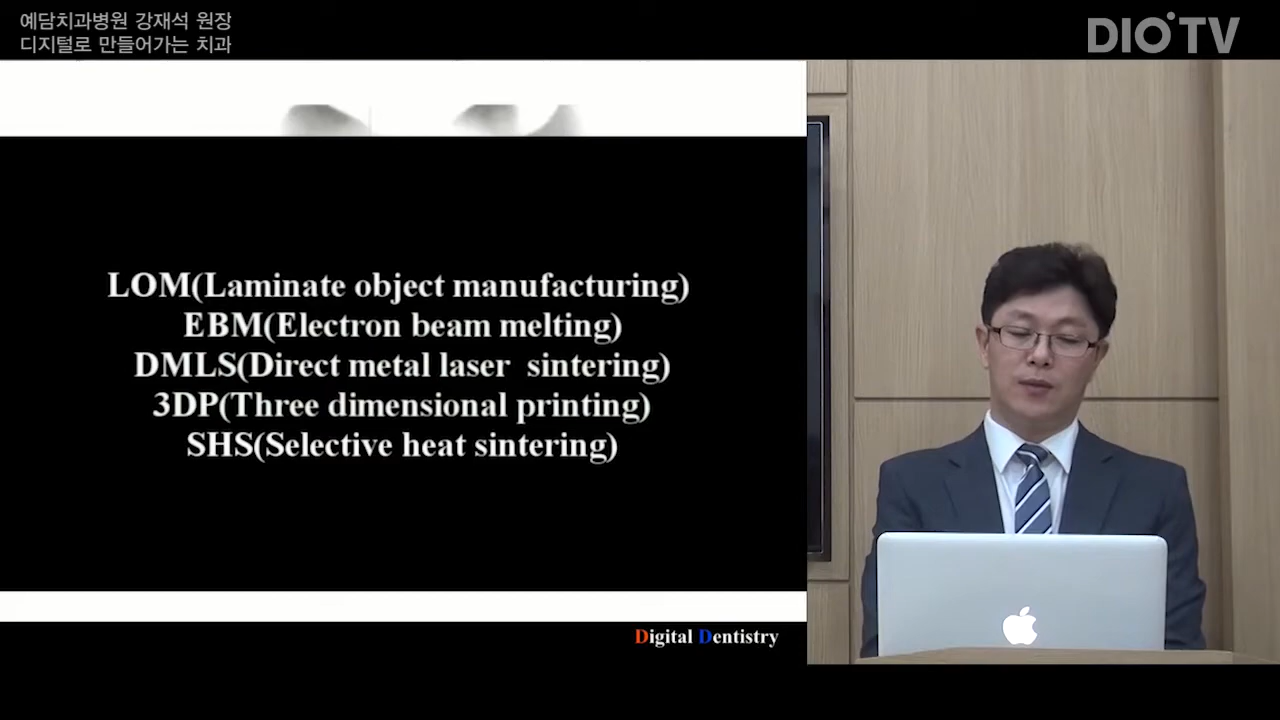 예담치과병원 강재석 원장
디지털로 만들어가는 치과
DIO TV
LOM(Laminate object manufacturing)
EBM(Electron beam melting)
DMLS(Direct metal laser sintering)
3DP(Three dimensional printing)
SHS(Selective heat sintering)
Digital Dentistry